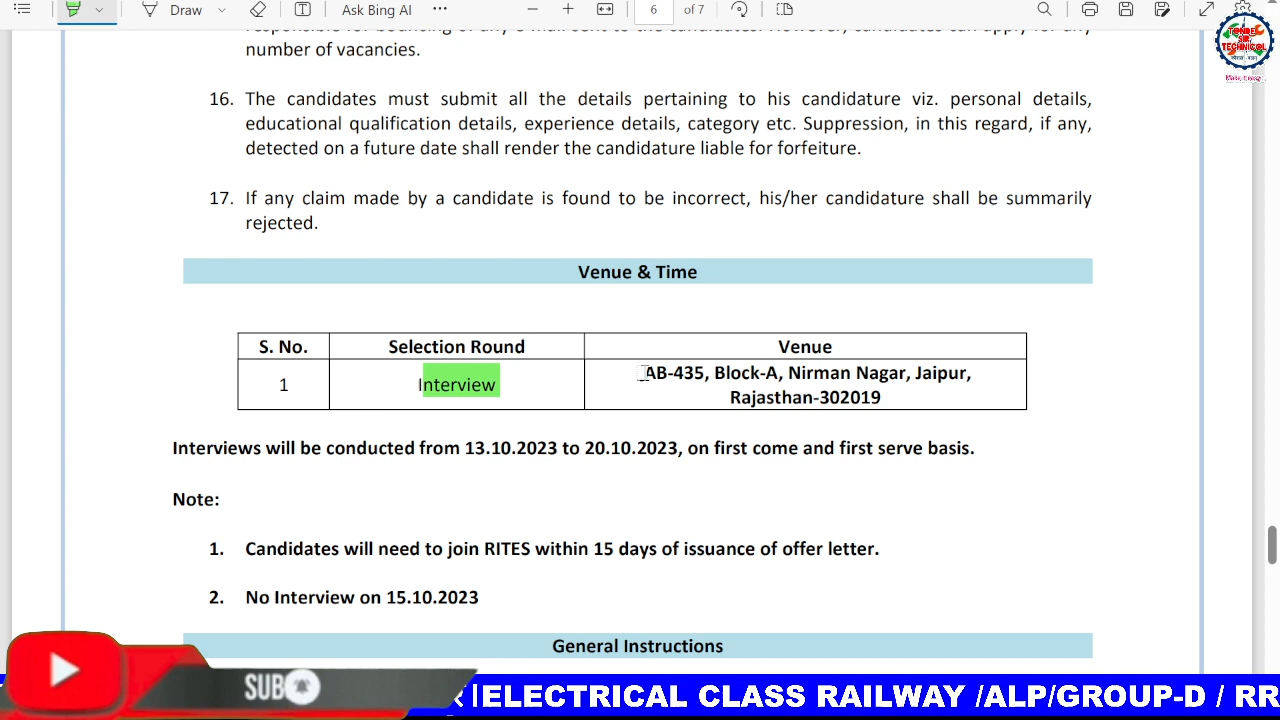 Draw
Ask Bing AI
6 of 7
number of vacancies.
16. The candidates must submit all the details pertaining to his candidature viz. personal details,
educational qualification details, experience details, category etc. Suppression, in this regard, if any,
detected on a future date shall render the candidature liable for forfeiture.
17. If any claim made by a candidate is found to be incorrect, his/her candidature shall be summarily
rejected.
Venue & Time
S. No. Selection Round Venue
1 Interview AB-435, Block-A, Nirman Nagar, Jaipur,
Rajasthan-302019
Interviews will be conducted from 13.10.2023 to 20.10.2023, on first come and first serve basis.
Note:
1. Candidates will need to join RITES within 15 days of issuance of offer letter.
2. No Interview on 15.10.2023
General Instructions
SUB
|ELECTRICAL CLASS RAILWAY /ALP/GROUP-D / RR